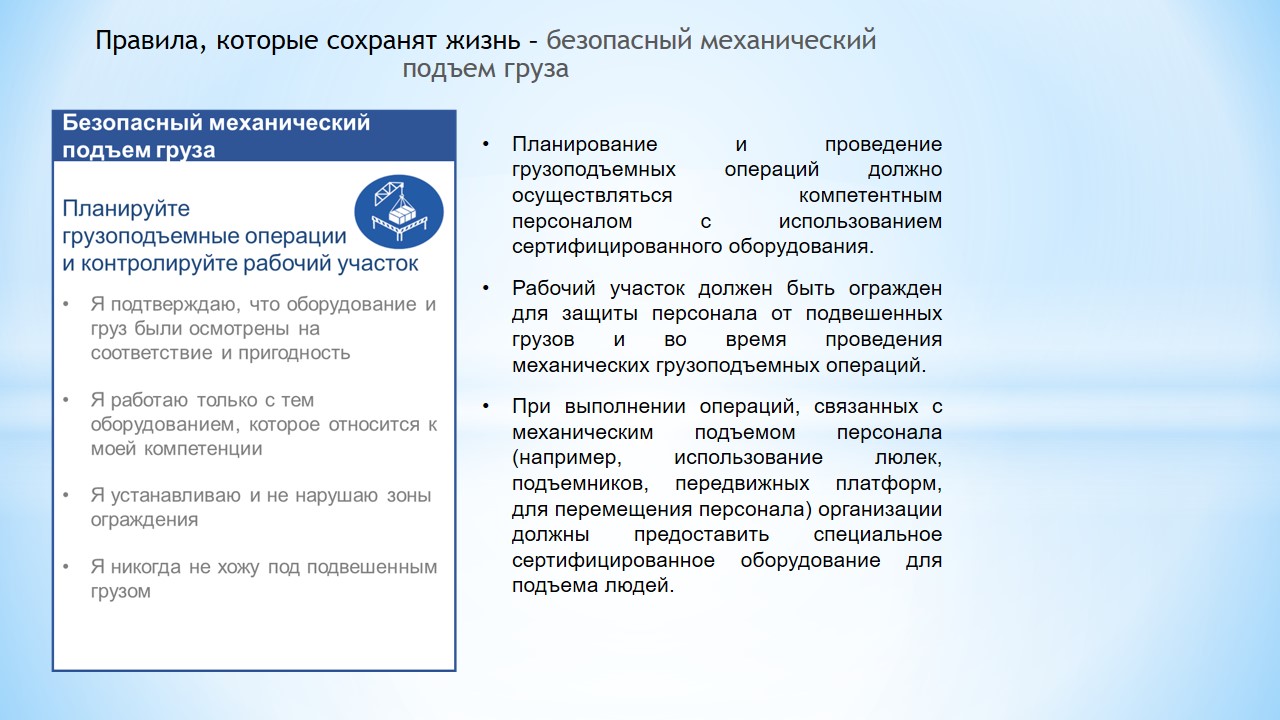 Правила, которые сохранят жизнь – безопасный механический
подъем груза
Безопасный механический
подъем груза
Планируйте
грузоподъемные операции
и контролируйте рабочий участок
• Я подтверждаю, что оборудование и
груз были осмотрены на
соответствие и пригодность
• Я работаю только с тем
оборудованием, которое относится к
моей компетенции
• Я устанавливаю и не нарушаю зоны
ограждения
• Я никогда не хожу под подвешенным
грузом
• Планирование и проведение
грузоподъемных операций должно
осуществляться компетентным
персоналом с использованием
сертифицированного оборудования.
• Рабочий участок должен быть огражден
для защиты персонала от подвешенных
грузов и во время проведения
механических грузоподъемных операций.
• При выполнении операций, связанных с
механическим подъемом персонала
(например, использование люлек,
подъемников, передвижных платформ,
для перемещения персонала) организации
должны предоставить специальное
сертифицированное оборудование для
подъема людей.